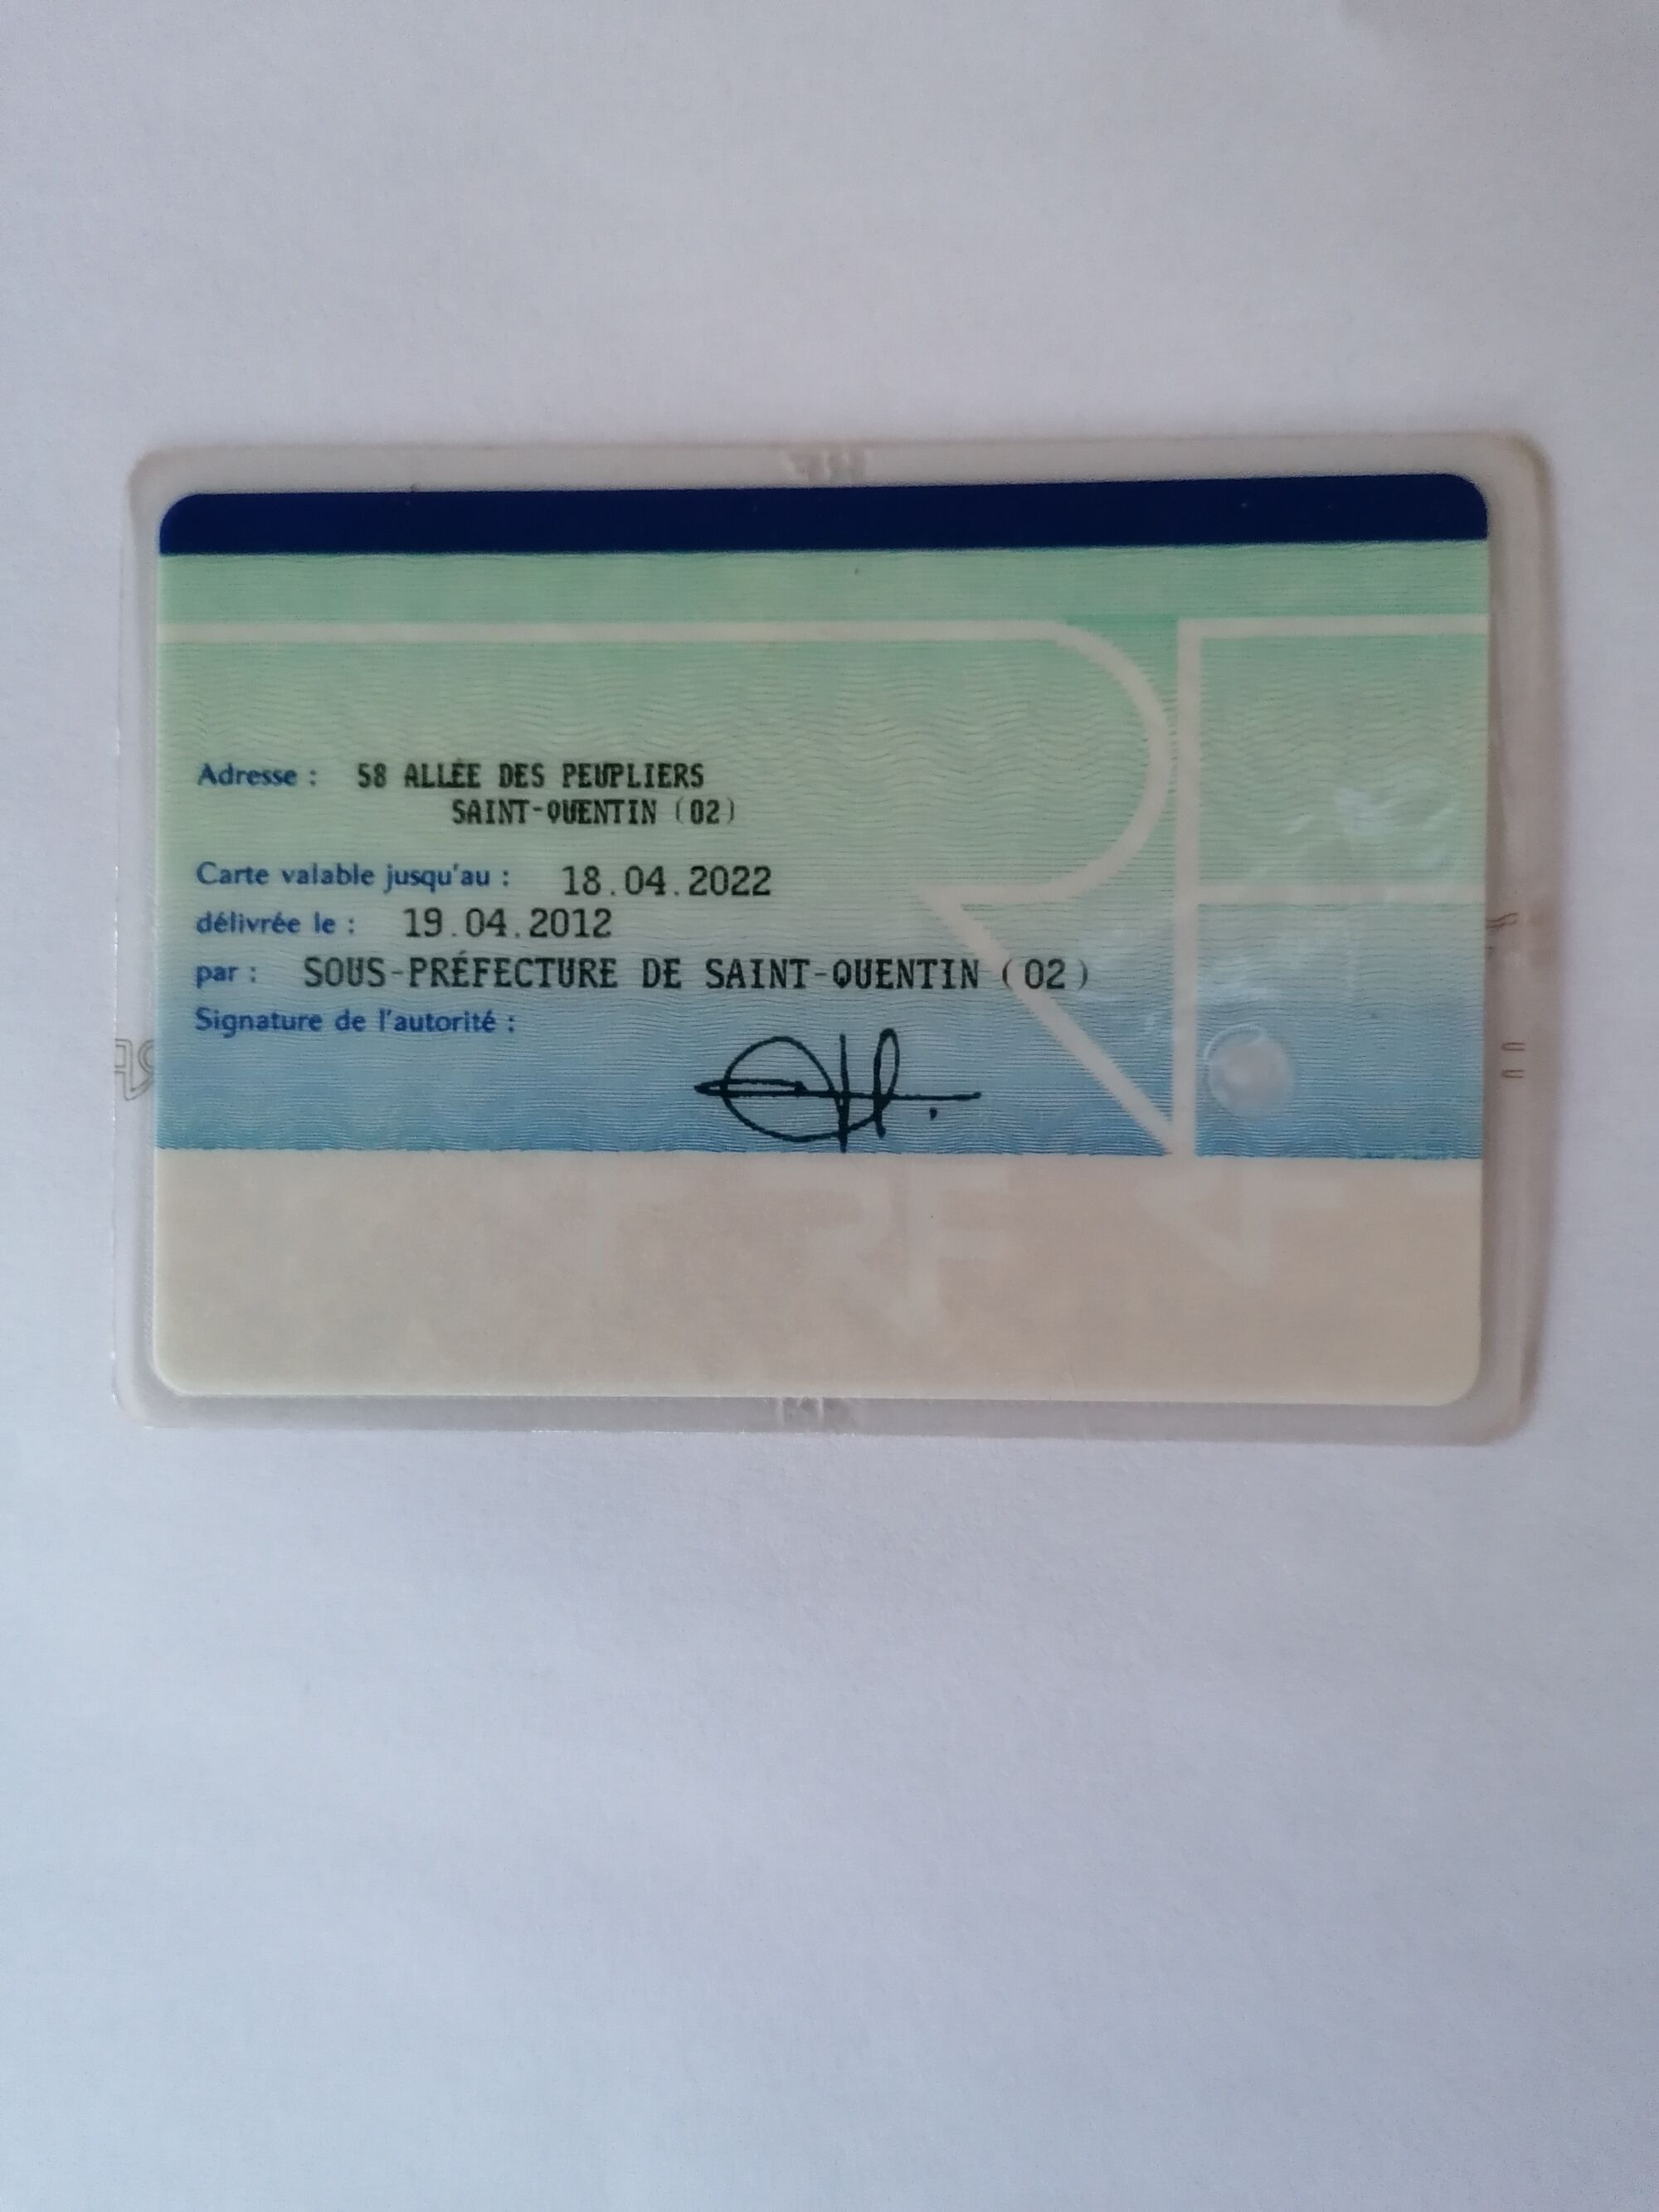 Adresse : 58 ALLÉE DES PEUPLIERS
SAINT-QUENTIN (02)
Carte valable jusqu'au : 18.04.2022
délivrée le : 19.04.2012
par : SOUS-PRÉFECTURE DE SAINT-QUENTIN (02)
Signature de l'autorité :
RF